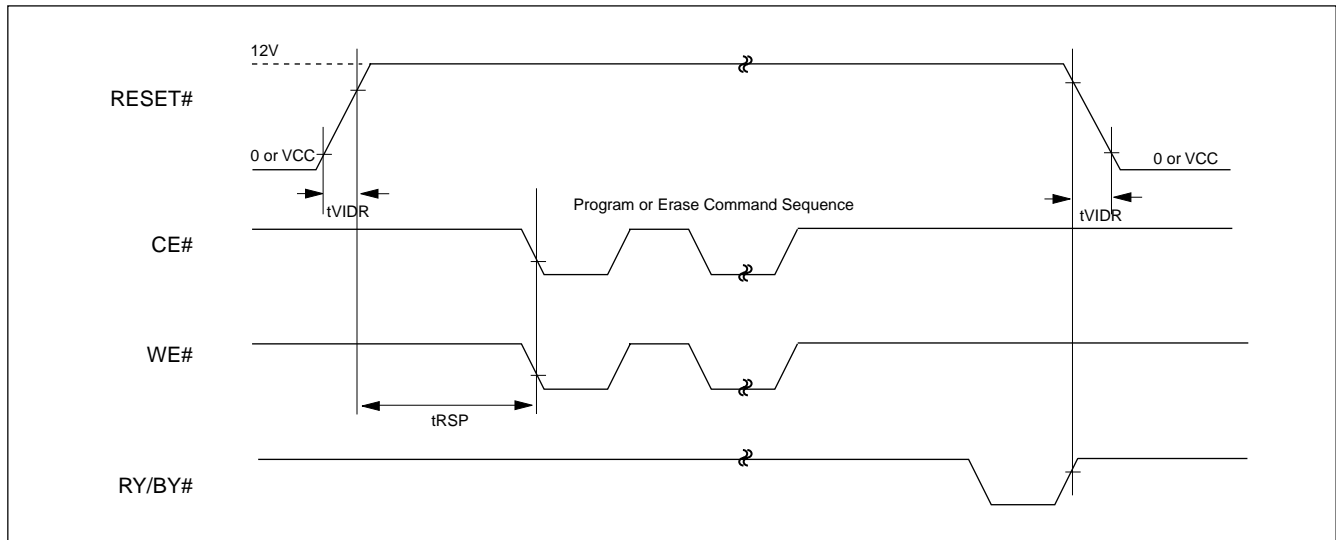 12V
RESET#
0 or VCC
0 or VCC
tVIDR
Program or Erase Command Sequence
tVIDR
CE#
WE#
tRSP
RY/BY#